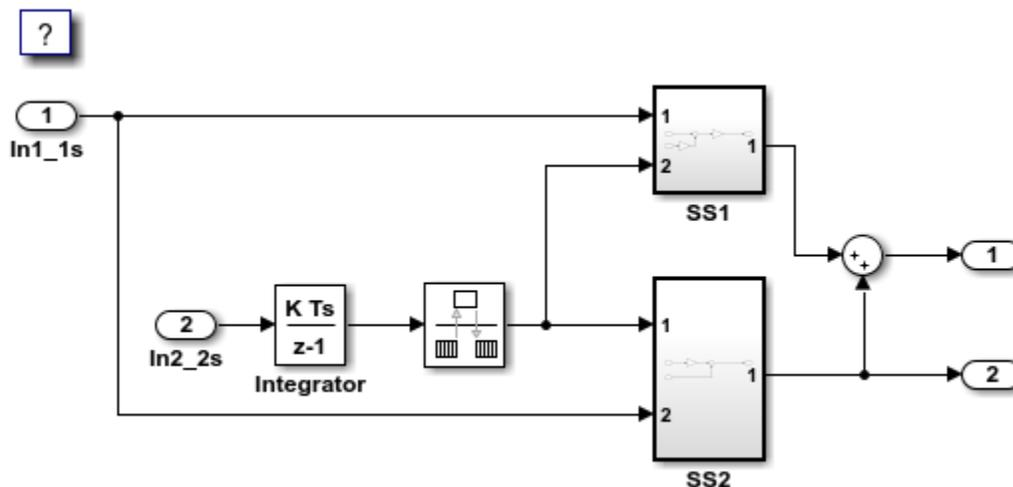 ?
1
In1_1s
1
2
1
SS1
+
+
1
2
In2_2s
K Ts
z-1
Integrator
1
2
1
SS2
2